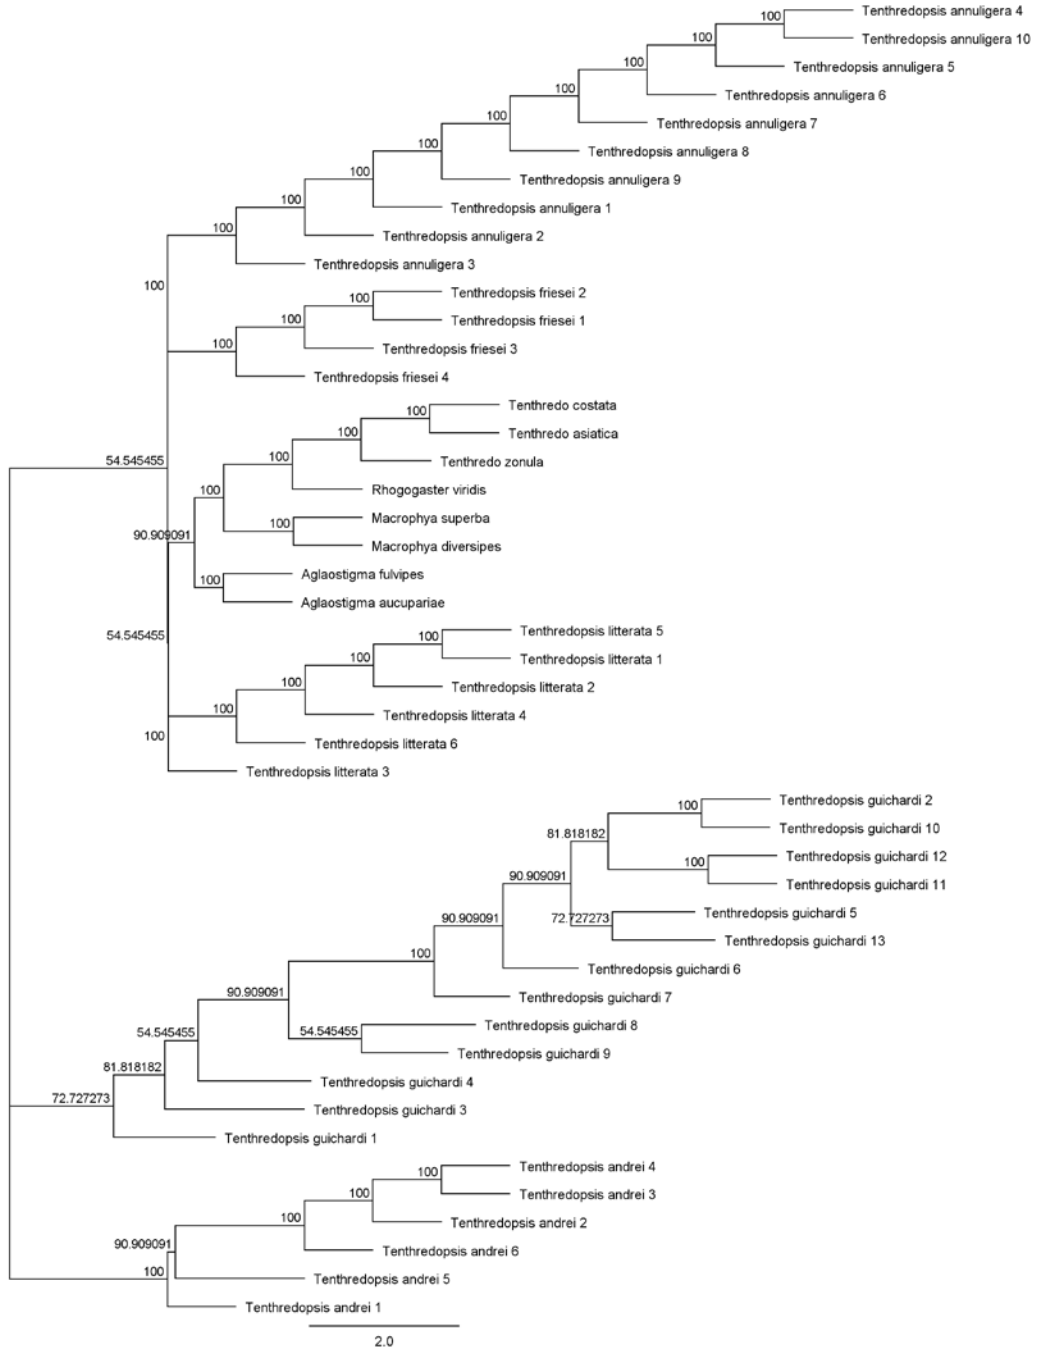 100
Tenthredopsis annuligera 4
100
Tenthredopsis annuligera 10
100
Tenthredopsis annuligera 5
100
Tenthredopsis annuligera 6
100
Tenthredopsis annuligera 7
100
Tenthredopsis annuligera 8
100
Tenthredopsis annuligera 9
100
Tenthredopsis annuligera 1
100
Tenthredopsis annuligera 2
100
Tenthredopsis annuligera 3
100
Tenthredopsis friesei 2
100
Tenthredopsis friesei 1
100
Tenthredopsis friesei 3
100
Tenthredopsis friesei 4
100
Tenthredo costata
100
Tenthredo asiatica
100
Tenthredo zonula
54.545455
100
Rhogogaster viridis
100
Macrophya superba
90.909091
Macrophya diversipes
100
Aglaostigma fulvipes
Aglaostigma aucupariae
54.545455
100
Tenthredopsis litterata 5
100
Tenthredopsis litterata 1
100
Tenthredopsis litterata 2
100
Tenthredopsis litterata 4
100
Tenthredopsis litterata 6
Tenthredopsis litterata 3
100
Tenthredopsis guichardi 2
81.818182
Tenthredopsis guichardi 10
100
Tenthredopsis guichardi 12
90.909091
Tenthredopsis guichardi 11
90.909091
72.727273
Tenthredopsis guichardi 5
Tenthredopsis guichardi 13
100
Tenthredopsis guichardi 6
90.909091
Tenthredopsis guichardi 7
54.545455
54.545455
Tenthredopsis guichardi 8
Tenthredopsis guichardi 9
81.818182
Tenthredopsis guichardi 4
72.727273
Tenthredopsis guichardi 3
Tenthredopsis guichardi 1
100
Tenthredopsis andrei 4
100
Tenthredopsis andrei 3
100
Tenthredopsis andrei 2
90.909091
Tenthredopsis andrei 6
100
Tenthredopsis andrei 5
Tenthredopsis andrei 1
2.0